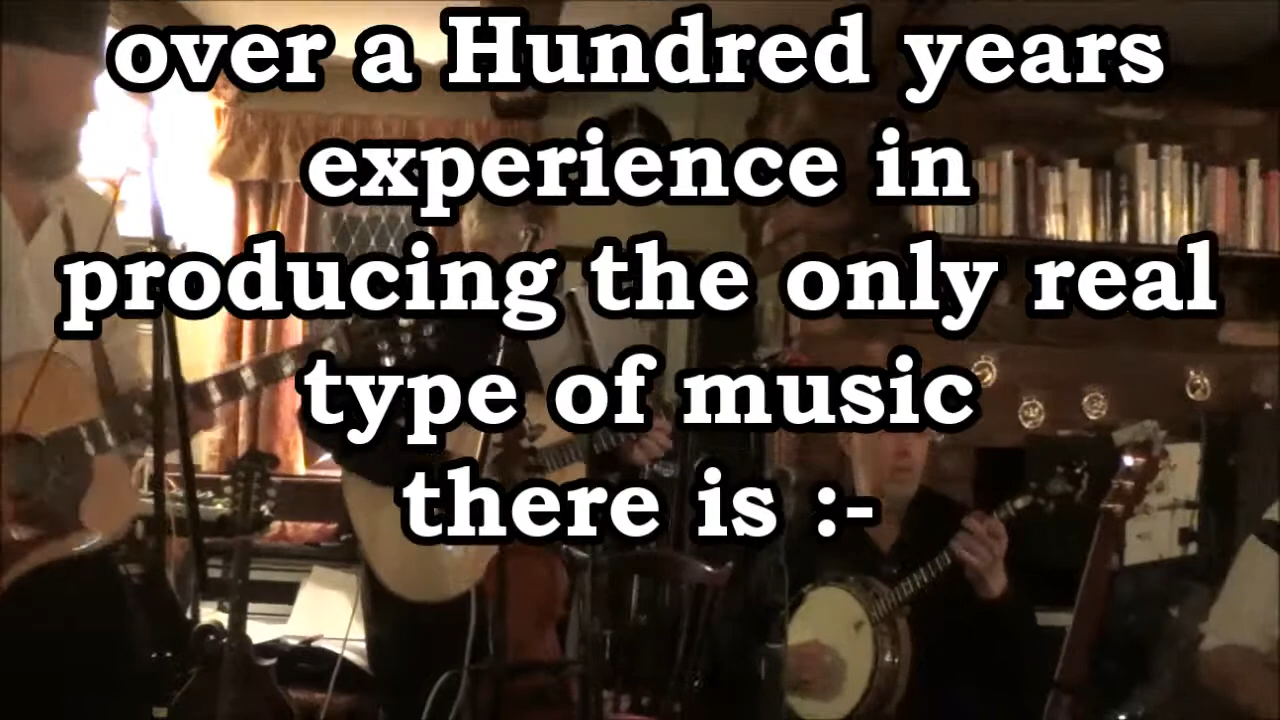 over a Hundred years
experience in
producing the only real
type of music
there is :-